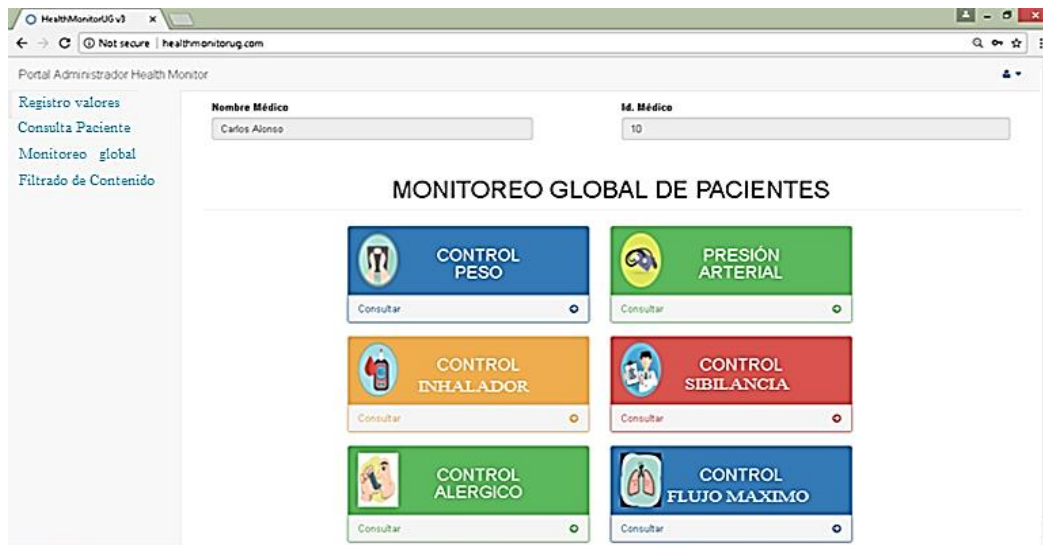 HealthMonitorUG v3
Not secure | healthmonitorug.com
Portal Administrador Health Monitor
Registro valores
Consulta Paciente
Monitoreo global
Filtrado de Contenido
Nombre Médico
Id. Médico
Carlos Alonso
10
MONITOREO GLOBAL DE PACIENTES
CONTROL
PESO
Consultar
PRESIÓN
ARTERIAL
Consultar
CONTROL
INHALADOR
Consultar
CONTROL
SIBILANCIA
Consultar
CONTROL
ALERGICO
Consultar
CONTROL
FLUJO MAXIMO
Consultar